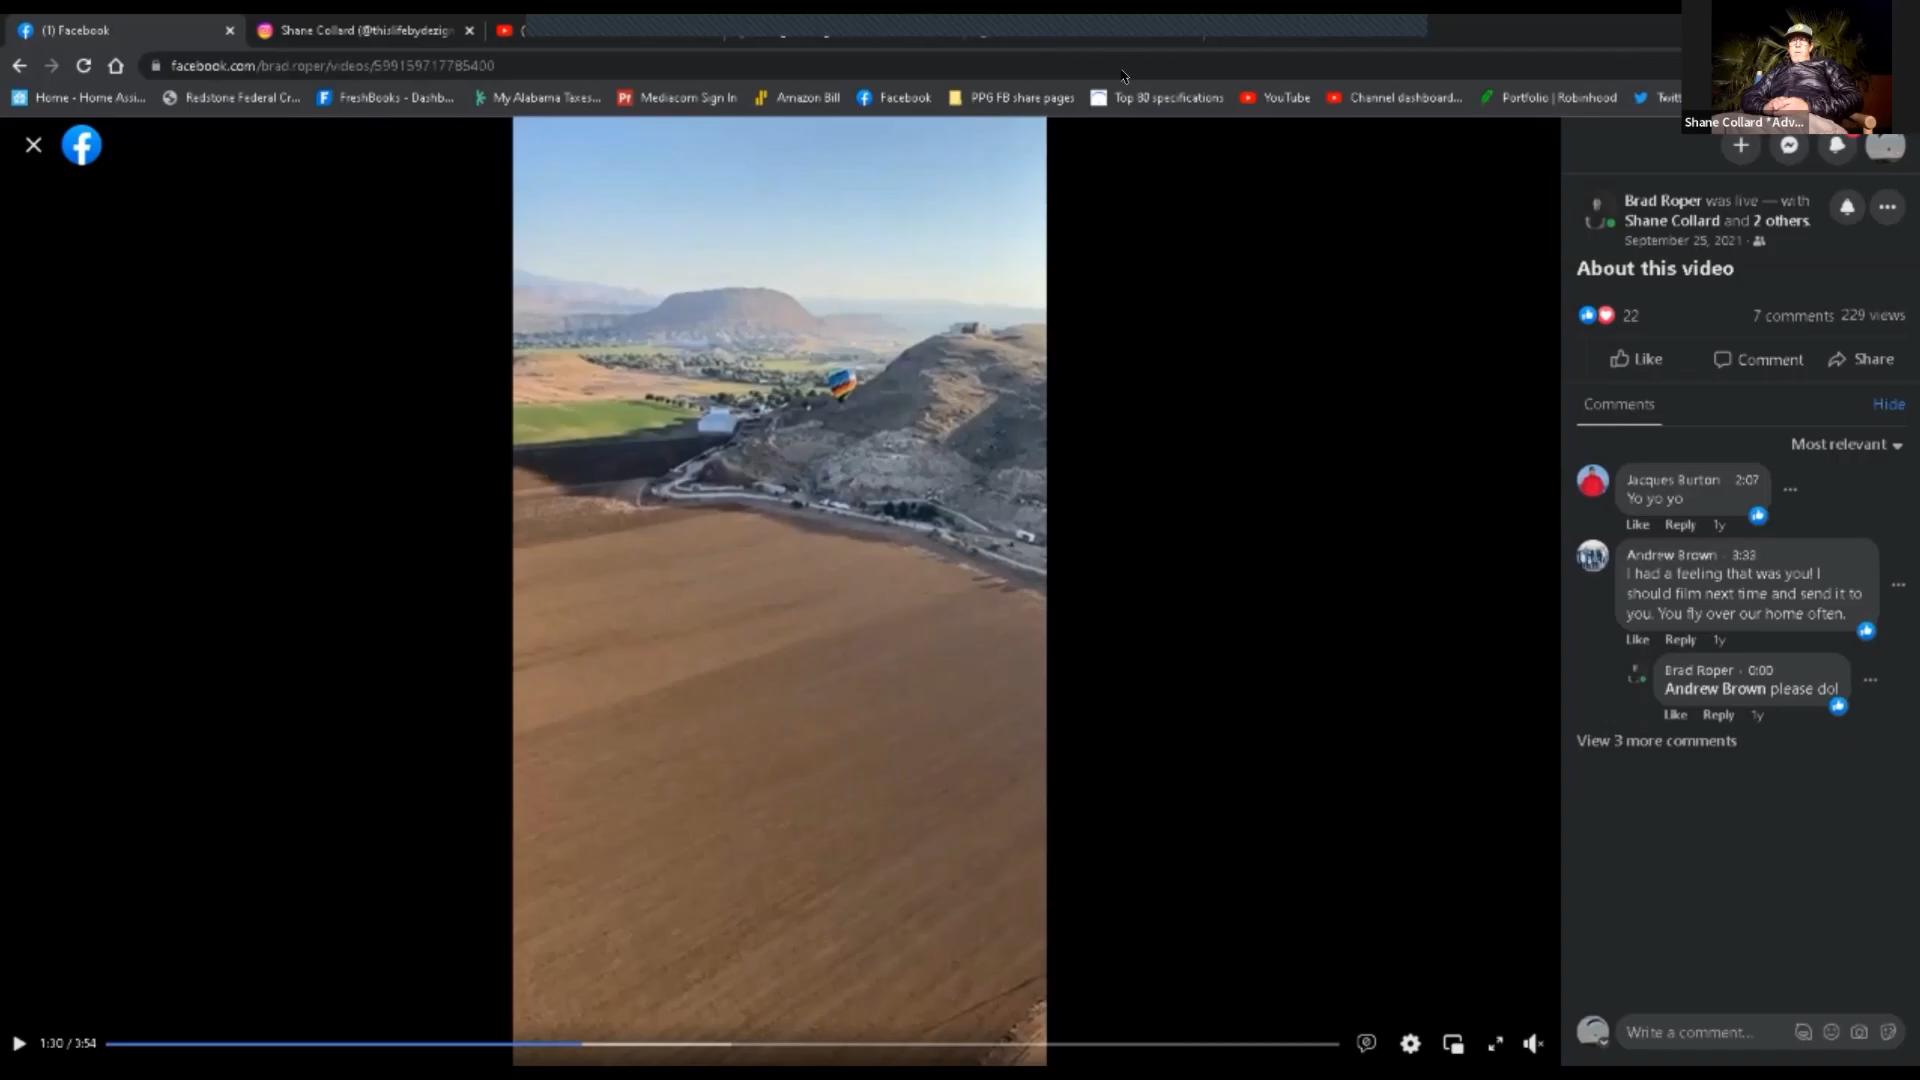 (1) Facebook
Shane Collard (@thislifebydezign
facebook.com/brad.roper/videos/599159717785400
Home - Home Assi...
Redstone Federal Cr...
FreshBooks - Dashb...
My Alabama Taxes...
Mediacom Sign In
Amazon Bill
Facebook
PPG FB share pages
Top 80 specifications
YouTube
Channel dashboard...
Portfolio | Robinhood
Twitt
Shane Collard *Adv...
Brad Roper was live — with
Shane Collard and 2 others.
September 25, 2021 ·
About this video
22
7 comments 229 views
Like
Comment
Share
Comments
Hide
Most relevant
Jacques Burton · 2:07
Yo yo yo
Like Reply 1y
Andrew Brown · 3:33
I had a feeling that was you! I
should film next time and send it to
you. You fly over our home often.
Like Reply 1y
Brad Roper · 0:00
Andrew Brown please do!
Like Reply 1y
View 3 more comments
1:30 / 3:54
Write a comment...